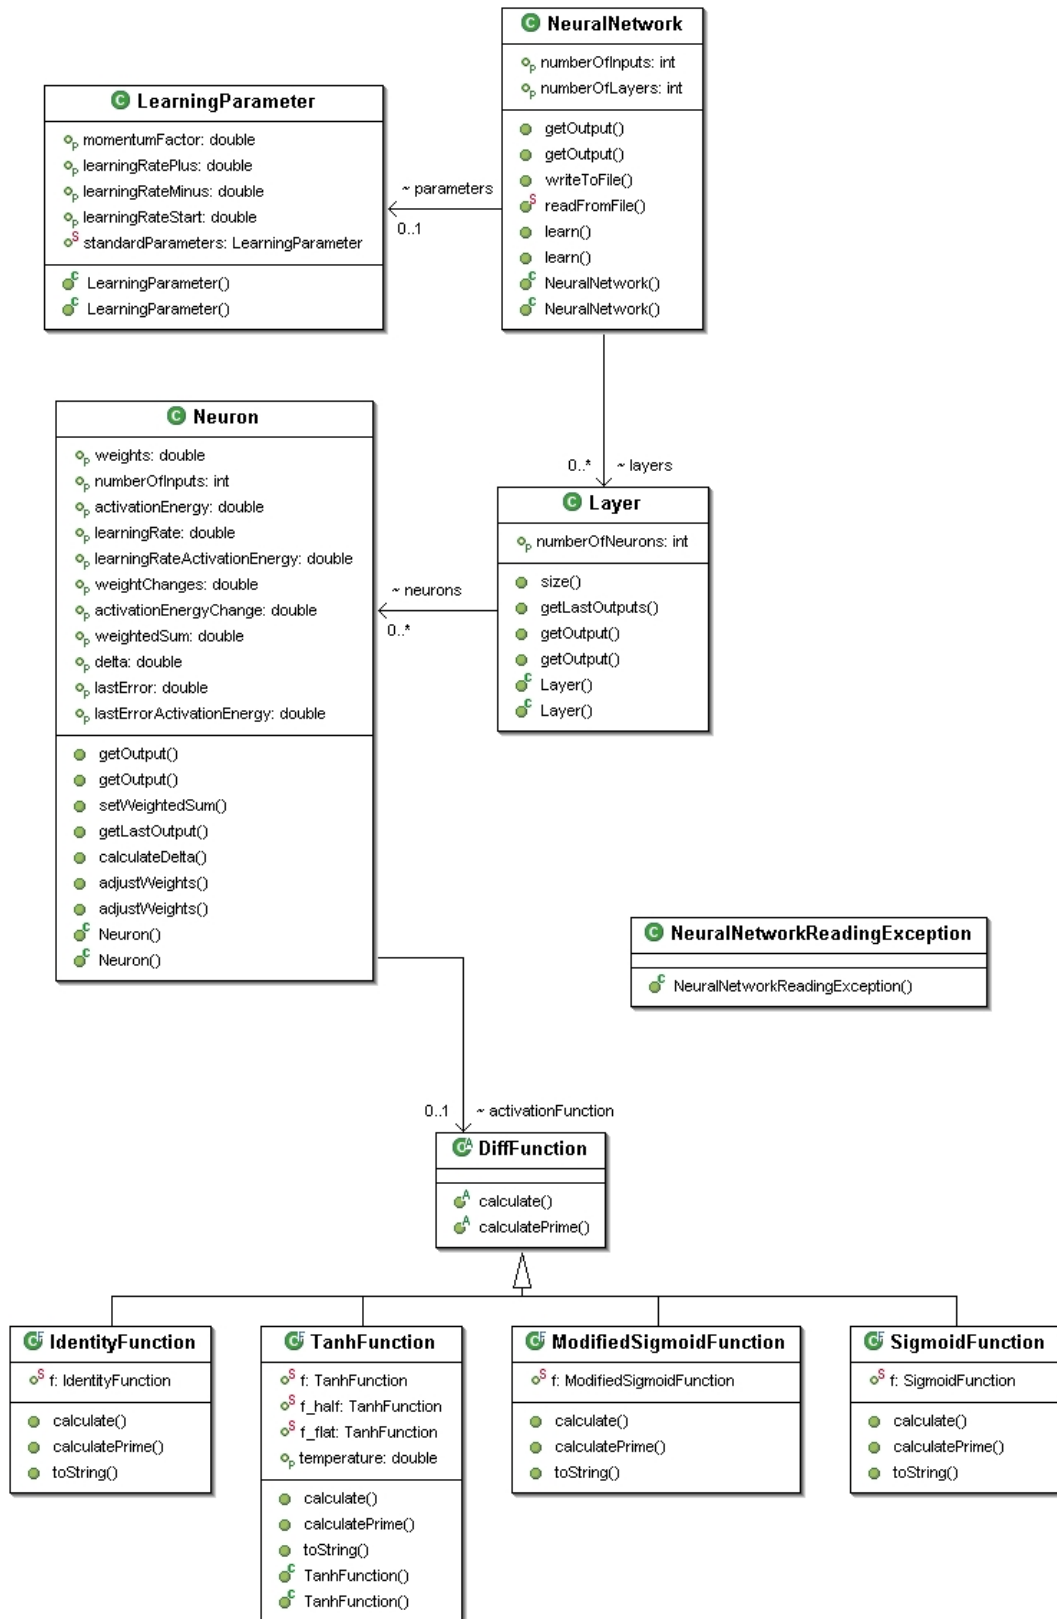 NeuralNetwork
numberOfInputs: int
numberOfLayers: int
getOutput()
getOutput()
writeToFile()
readFromFile()
learn()
learn()
NeuralNetwork()
NeuralNetwork()
LearningParameter
momentumFactor: double
learningRatePlus: double
learningRateMinus: double
learningRateStart: double
standardParameters: LearningParameter
LearningParameter()
LearningParameter()
~ parameters
0..1
0..* ~ layers
Neuron
weights: double
numberOfInputs: int
activationEnergy: double
learningRate: double
learningRateActivationEnergy: double
weightChanges: double
activationEnergyChange: double
weightedSum: double
delta: double
lastError: double
lastErrorActivationEnergy: double
getOutput()
getOutput()
setWeightedSum()
getLastOutput()
calculateDelta()
adjustWeights()
adjustWeights()
Neuron()
Neuron()
~ neurons
0..*
Layer
numberOfNeurons: int
size()
getLastOutputs()
getOutput()
getOutput()
Layer()
Layer()
NeuralNetworkReadingException
NeuralNetworkReadingException()
0..1 ~ activationFunction
DiffFunction
calculate()
calculatePrime()
IdentityFunction
f: IdentityFunction
calculate()
calculatePrime()
toString()
TanhFunction
f: TanhFunction
f_half: TanhFunction
f_flat: TanhFunction
temperature: double
calculate()
calculatePrime()
toString()
TanhFunction()
TanhFunction()
ModifiedSigmoidFunction
f: ModifiedSigmoidFunction
calculate()
calculatePrime()
toString()
SigmoidFunction
f: SigmoidFunction
calculate()
calculatePrime()
toString()